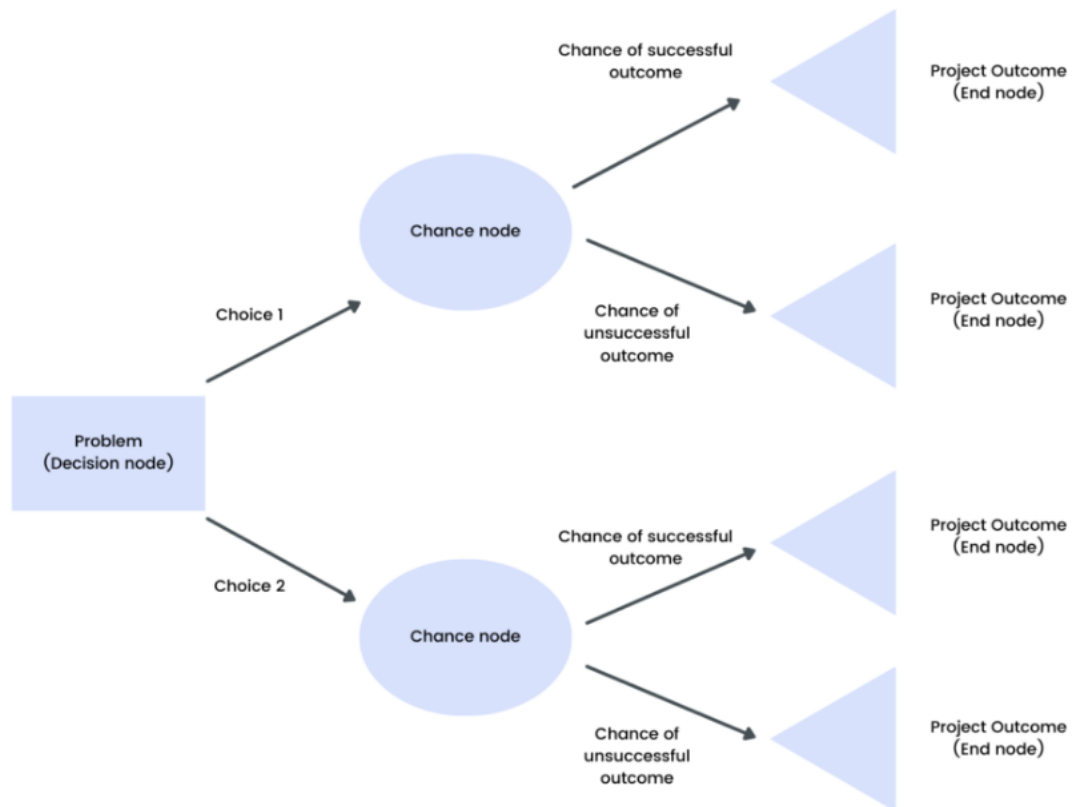 Chance of successful
outcome
Project Outcome
(End node)
Chance node
Choice 1
Chance of
unsuccessful
outcome
Project Outcome
(End node)
Problem
(Decision node)
Choice 2
Chance of successful
outcome
Project Outcome
(End node)
Chance node
Chance of
unsuccessful
outcome
Project Outcome
(End node)